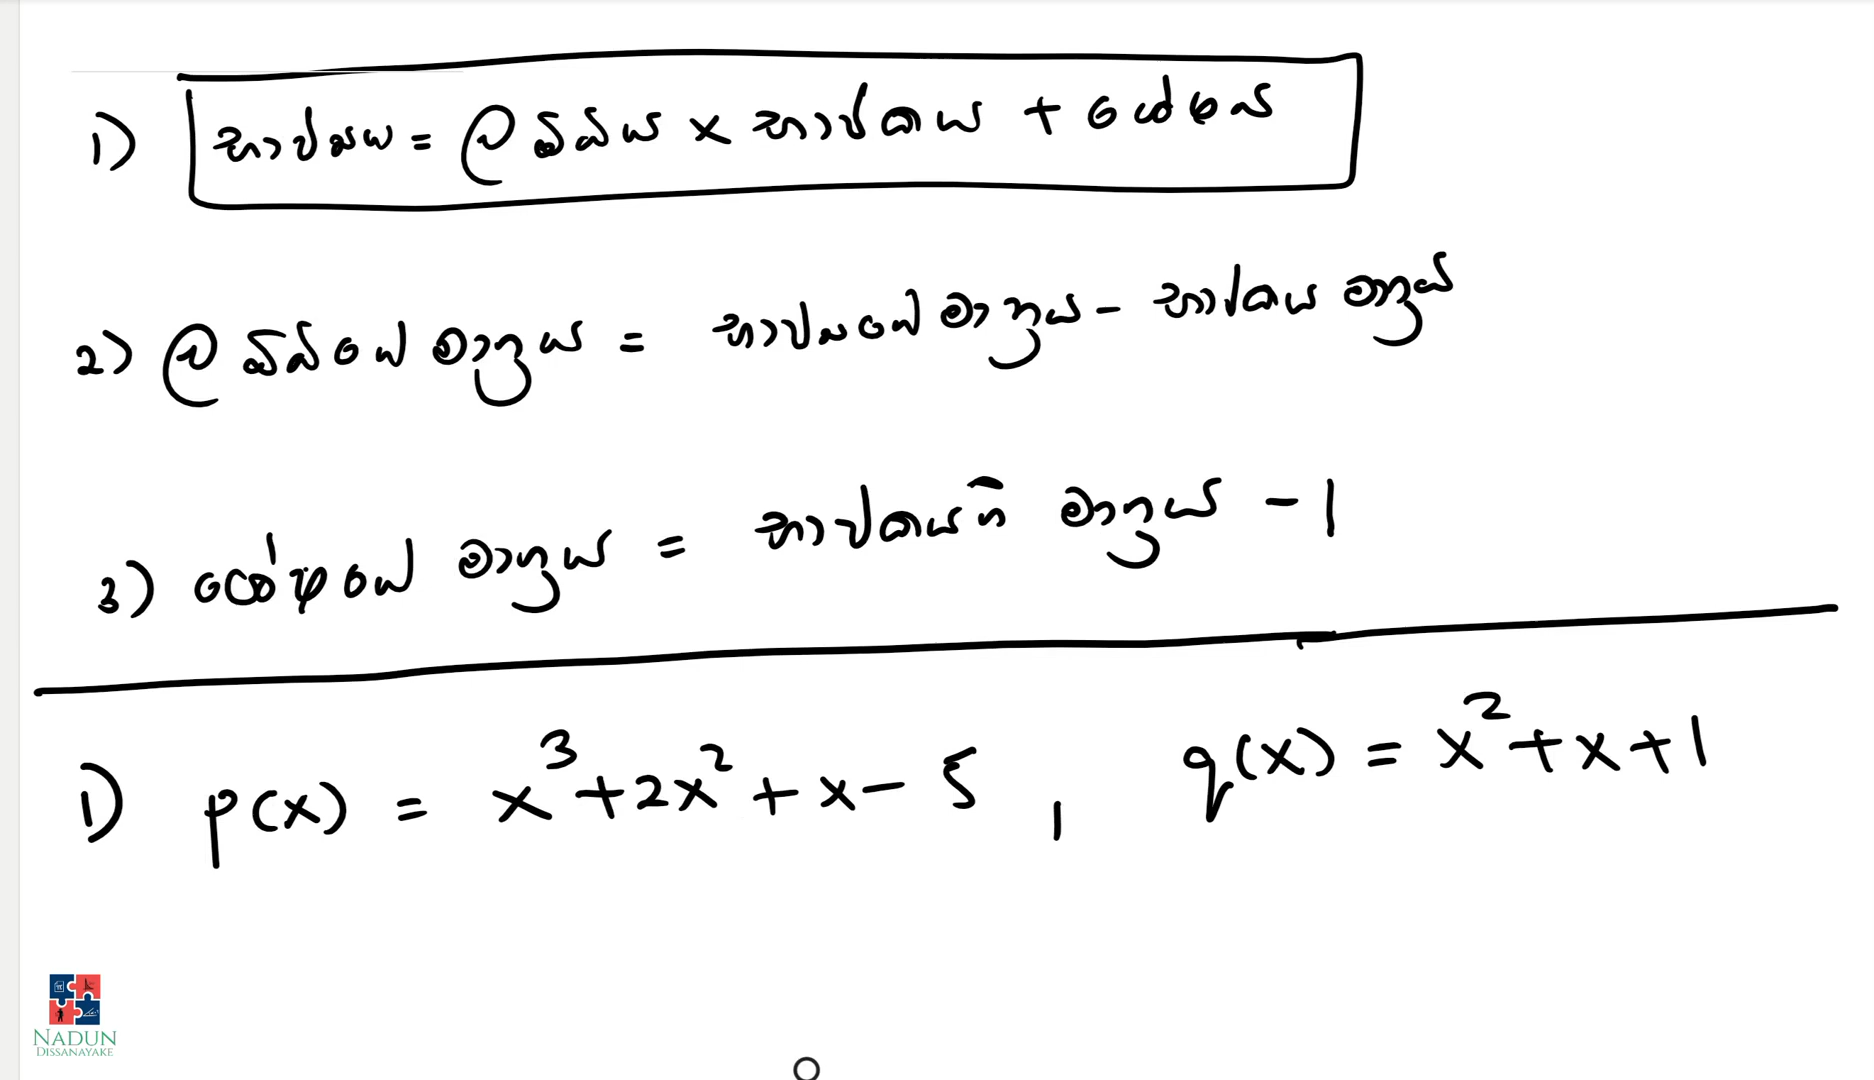 1) භාජ්‍යය = ලබ්ධිය x භාජකය + ශේෂය
2) ලබ්ධියේ මාත්‍රය = භාජ්‍යයේ මාත්‍රය - භාජකය මාත්‍රය
3) ශේෂයේ මාත්‍රය = භාජකයේ මාත්‍රය - 1
1) p(x) = x³+2x²+x-5 , q(x) = x²+x+1
NADUN
DISSANAYAKE